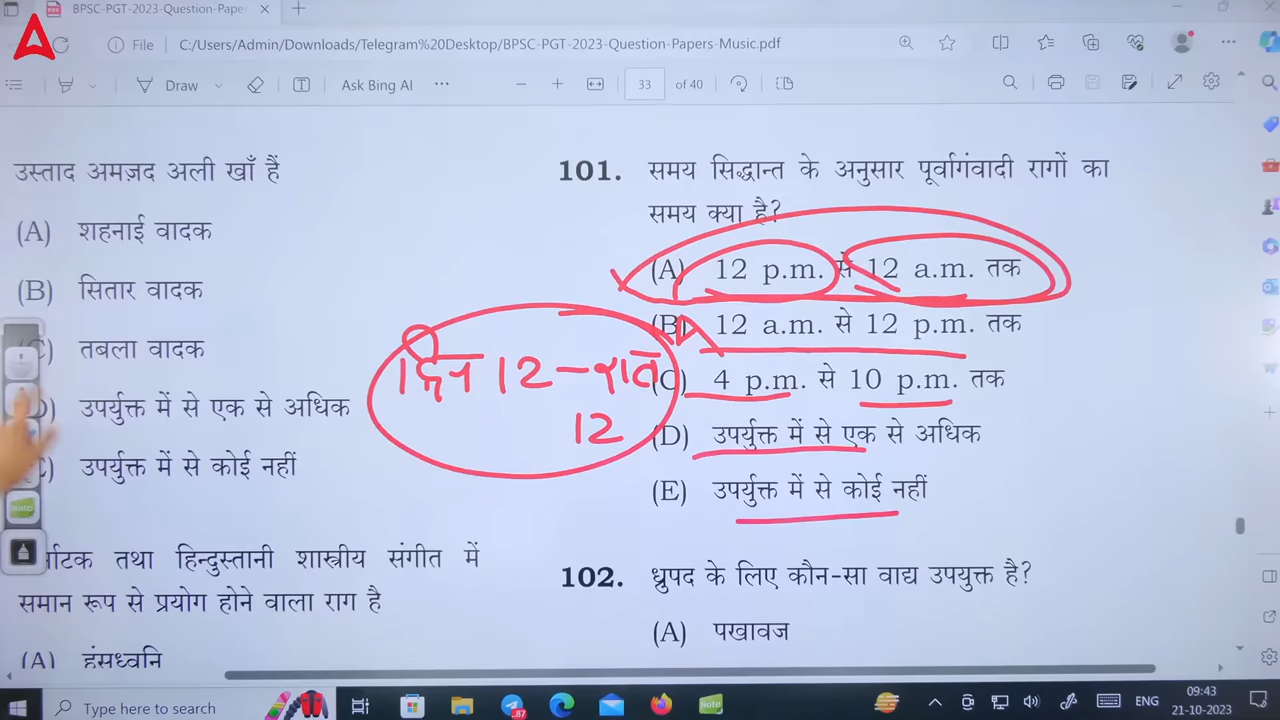 BPSC-PGT-2023-Question-Paper
File C:/Users/Admin/Downloads/Telegram%20Desktop/BPSC-PGT-2023-Question-Papers-Music.pdf
Draw Ask Bing AI 33 of 40
उस्ताद अमज़द अली खाँ हैं
(A) शहनाई वादक
(B) सितार वादक
तबला वादक
उपर्युक्त में से एक से अधिक
उपर्युक्त में से कोई नहीं
तथा हिन्दुस्तानी शास्त्रीय संगीत में
समान रूप से प्रयोग होने वाला राग है
(A) हंसध्वनि
101. समय सिद्धान्त के अनुसार पूर्वागंवादी रागों का
समय क्या है?
(A) 12 p.m. से 12 a.m. तक
(B) 12 a.m. से 12 p.m. तक
(C) 4 p.m. से 10 p.m. तक
(D) उपर्युक्त में से एक से अधिक
(E) उपर्युक्त में से कोई नहीं
दिन 12 – रात
12
102. ध्रुपद के लिए कौन-सा वाद्य उपयुक्त है?
(A) पखावज
Note
Type here to search
87
Note
ENG
09:43
21-10-2023